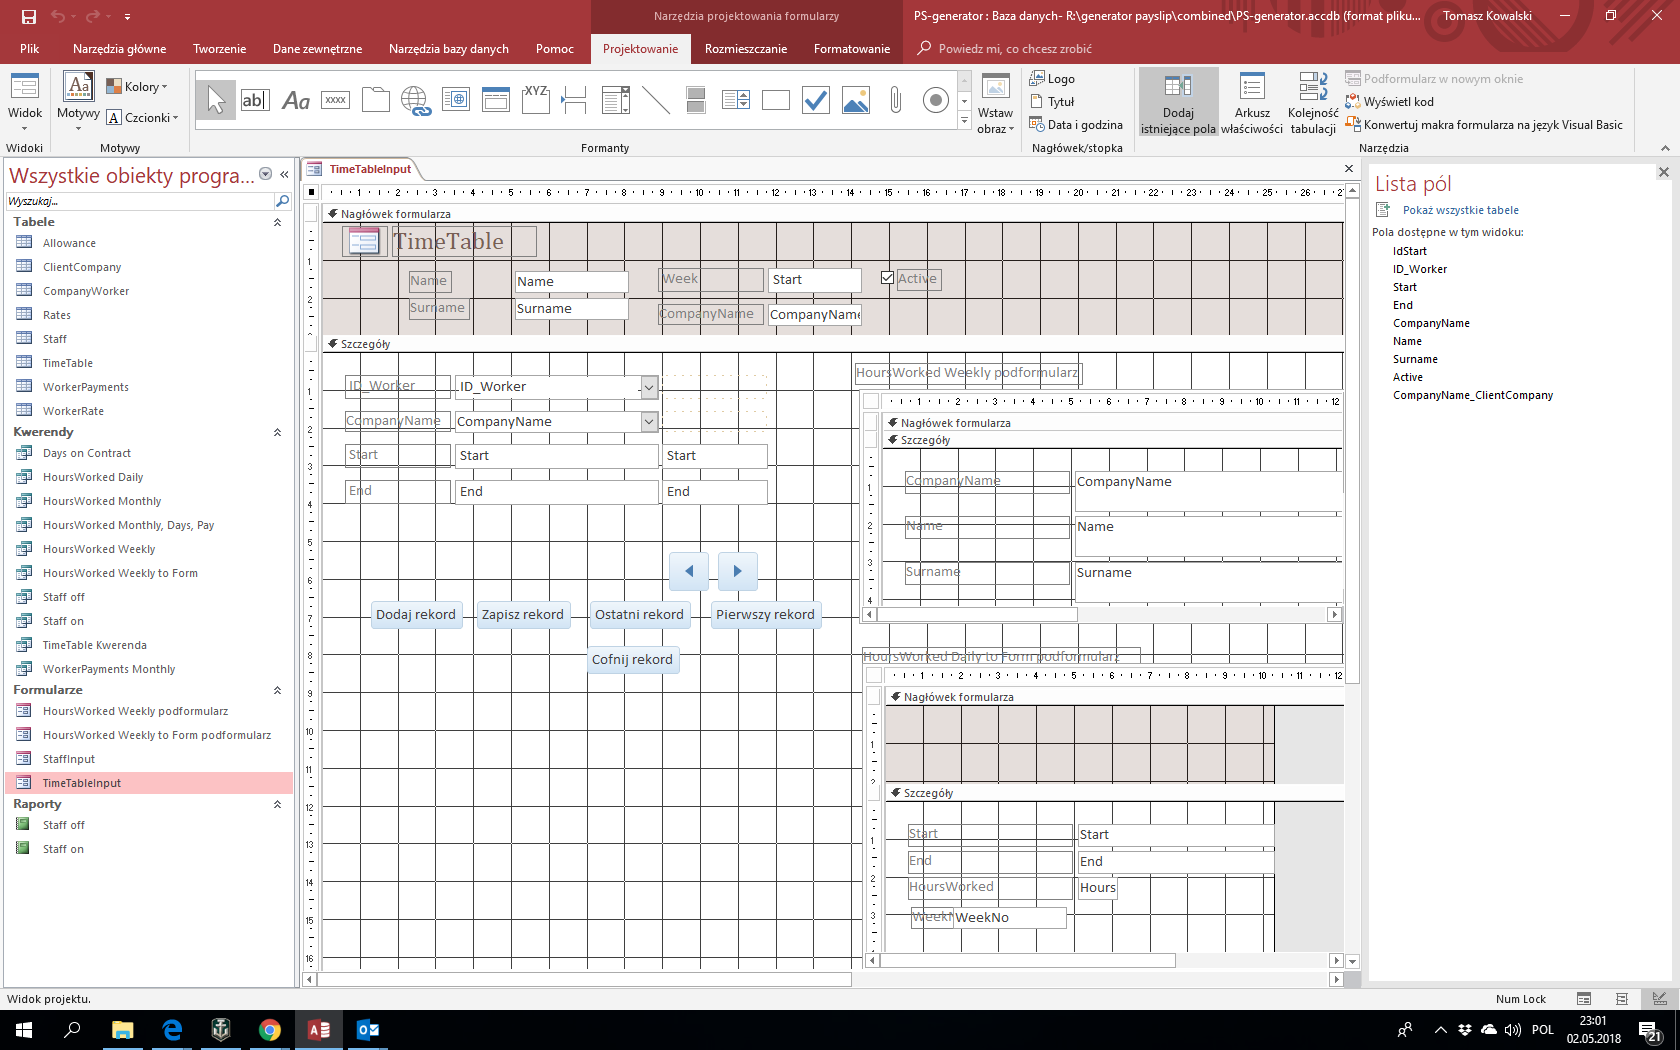 Narzędzia projektowania formularzy
PS-generator : Baza danych- R:\generator payslip\combined\PS-generator.accdb (format pliku...
Tomasz Kowalski
Plik
Narzędzia główne
Tworzenie
Dane zewnętrzne
Narzędzia bazy danych
Pomoc
Projektowanie
Rozmieszczanie
Formatowanie
Powiedz mi, co chcesz zrobić
Widok
Widoki
Motywy
Kolory
Czcionki
Motywy
ab
Aa
xxxx
XYZ
Formanty
Wstaw
obraz
Logo
Tytuł
Data i godzina
Nagłówek/stopka
Dodaj
istniejące pola
Arkusz
właściwości
Kolejność
tabulacji
Podformularz w nowym oknie
Wyświetl kod
Konwertuj makra formularza na język Visual Basic
Narzędzia
Wszystkie obiekty progra...
Wyszukaj...
Tabele
Allowance
ClientCompany
CompanyWorker
Rates
Staff
TimeTable
WorkerPayments
WorkerRate
Kwerendy
Days on Contract
HoursWorked Daily
HoursWorked Monthly
HoursWorked Monthly, Days, Pay
HoursWorked Weekly
HoursWorked Weekly to Form
Staff off
Staff on
TimeTable Kwerenda
WorkerPayments Monthly
Formularze
HoursWorked Weekly podformularz
HoursWorked Weekly to Form podformularz
StaffInput
TimeTableInput
Raporty
Staff off
Staff on
TimeTableInput
Nagłówek formularza
TimeTable
Name Name Week Start Active
Surname Surname CompanyName CompanyName
Szczegóły
ID_Worker ID_Worker
CompanyName CompanyName
Start Start Start
End End End
Dodaj rekord
Zapisz rekord
Ostatni rekord
Pierwszy rekord
Cofnij rekord
HoursWorked Weekly podformularz
Nagłówek formularza
Szczegóły
CompanyName CompanyName
Name Name
Surname Surname
HoursWorked Daily to Form podformularz
Nagłówek formularza
Szczegóły
Start Start
End End
HoursWorked Hours
WeekN WeekNo
Lista pól
Pokaż wszystkie tabele
Pola dostępne w tym widoku:
IdStart
ID_Worker
Start
End
CompanyName
Name
Surname
Active
CompanyName_ClientCompany
Widok projektu.
Num Lock
POL
23:01
02.05.2018
21